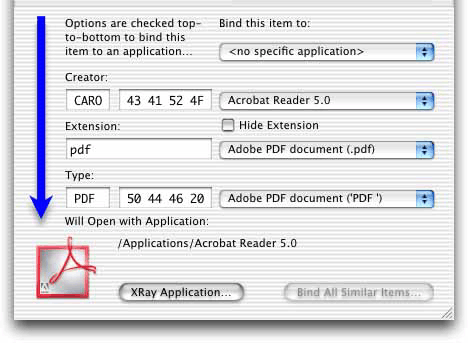 Options are checked top-
to-bottom to bind this
item to an application...
Bind this item to:
<no specific application>
Creator:
CARO 43 41 52 4F Acrobat Reader 5.0
Extension: Hide Extension
pdf Adobe PDF document (.pdf)
Type:
PDF 50 44 46 20 Adobe PDF document ('PDF ')
Will Open with Application:
/Applications/Acrobat Reader 5.0
XRay Application... Bind All Similar Items...